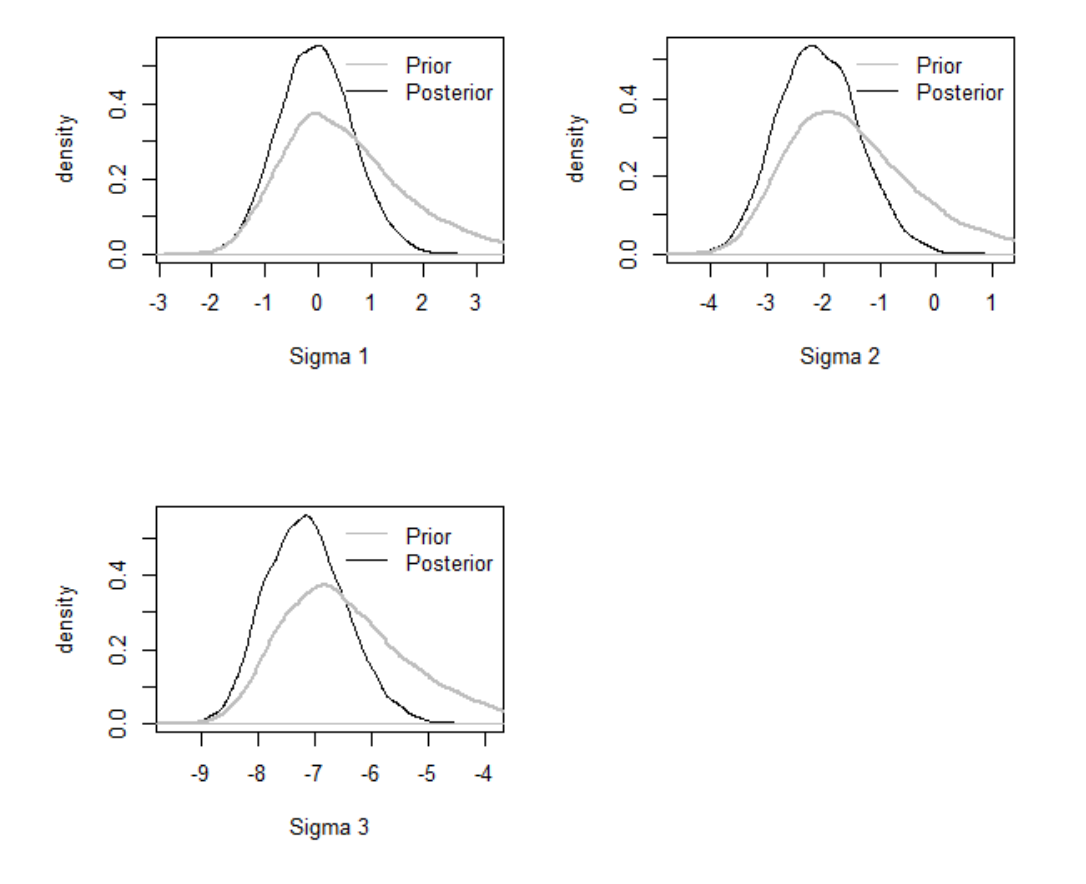 Prior
Posterior
density
0.0
0.2
0.4
-3 -2 -1 0 1 2 3
Sigma 1
Prior
Posterior
density
0.0
0.2
0.4
-4 -3 -2 -1 0 1
Sigma 2
Prior
Posterior
density
0.0
0.2
0.4
-9 -8 -7 -6 -5 -4
Sigma 3